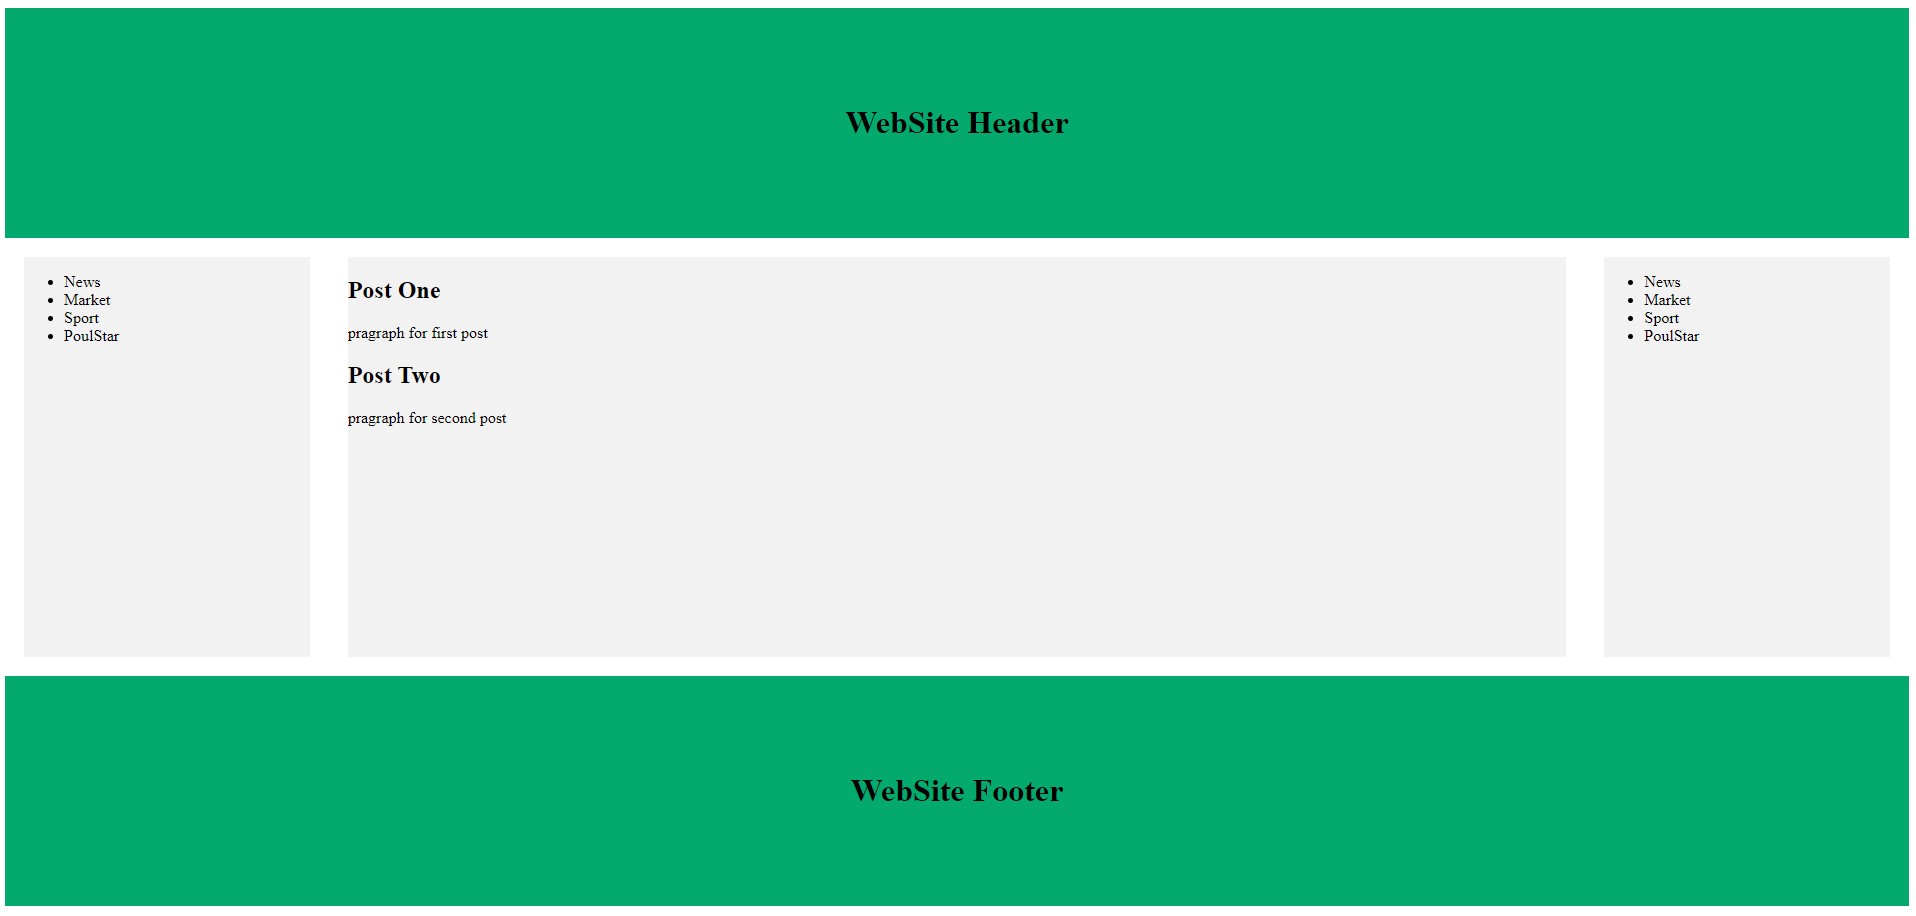 WebSite Header
News
Market
Sport
PoulStar
Post One
pragraph for first post
Post Two
pragraph for second post
News
Market
Sport
PoulStar
WebSite Footer